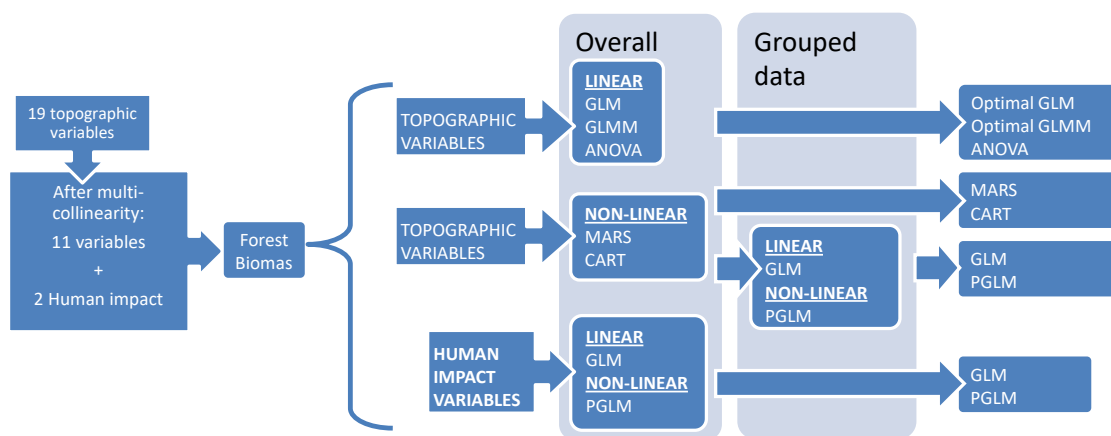 19 topographic
variables
After multi-
collinearity:
11 variables
+
2 Human impact
Forest
Biomas
Overall
Grouped
data
TOPOGRAPHIC
VARIABLES
LINEAR
GLM
GLMM
ANOVA
Optimal GLM
Optimal GLMM
ANOVA
TOPOGRAPHIC
VARIABLES
NON-LINEAR
MARS
CART
MARS
CART
LINEAR
GLM
NON-LINEAR
PGLM
GLM
PGLM
HUMAN
IMPACT
VARIABLES
LINEAR
GLM
NON-LINEAR
PGLM
GLM
PGLM